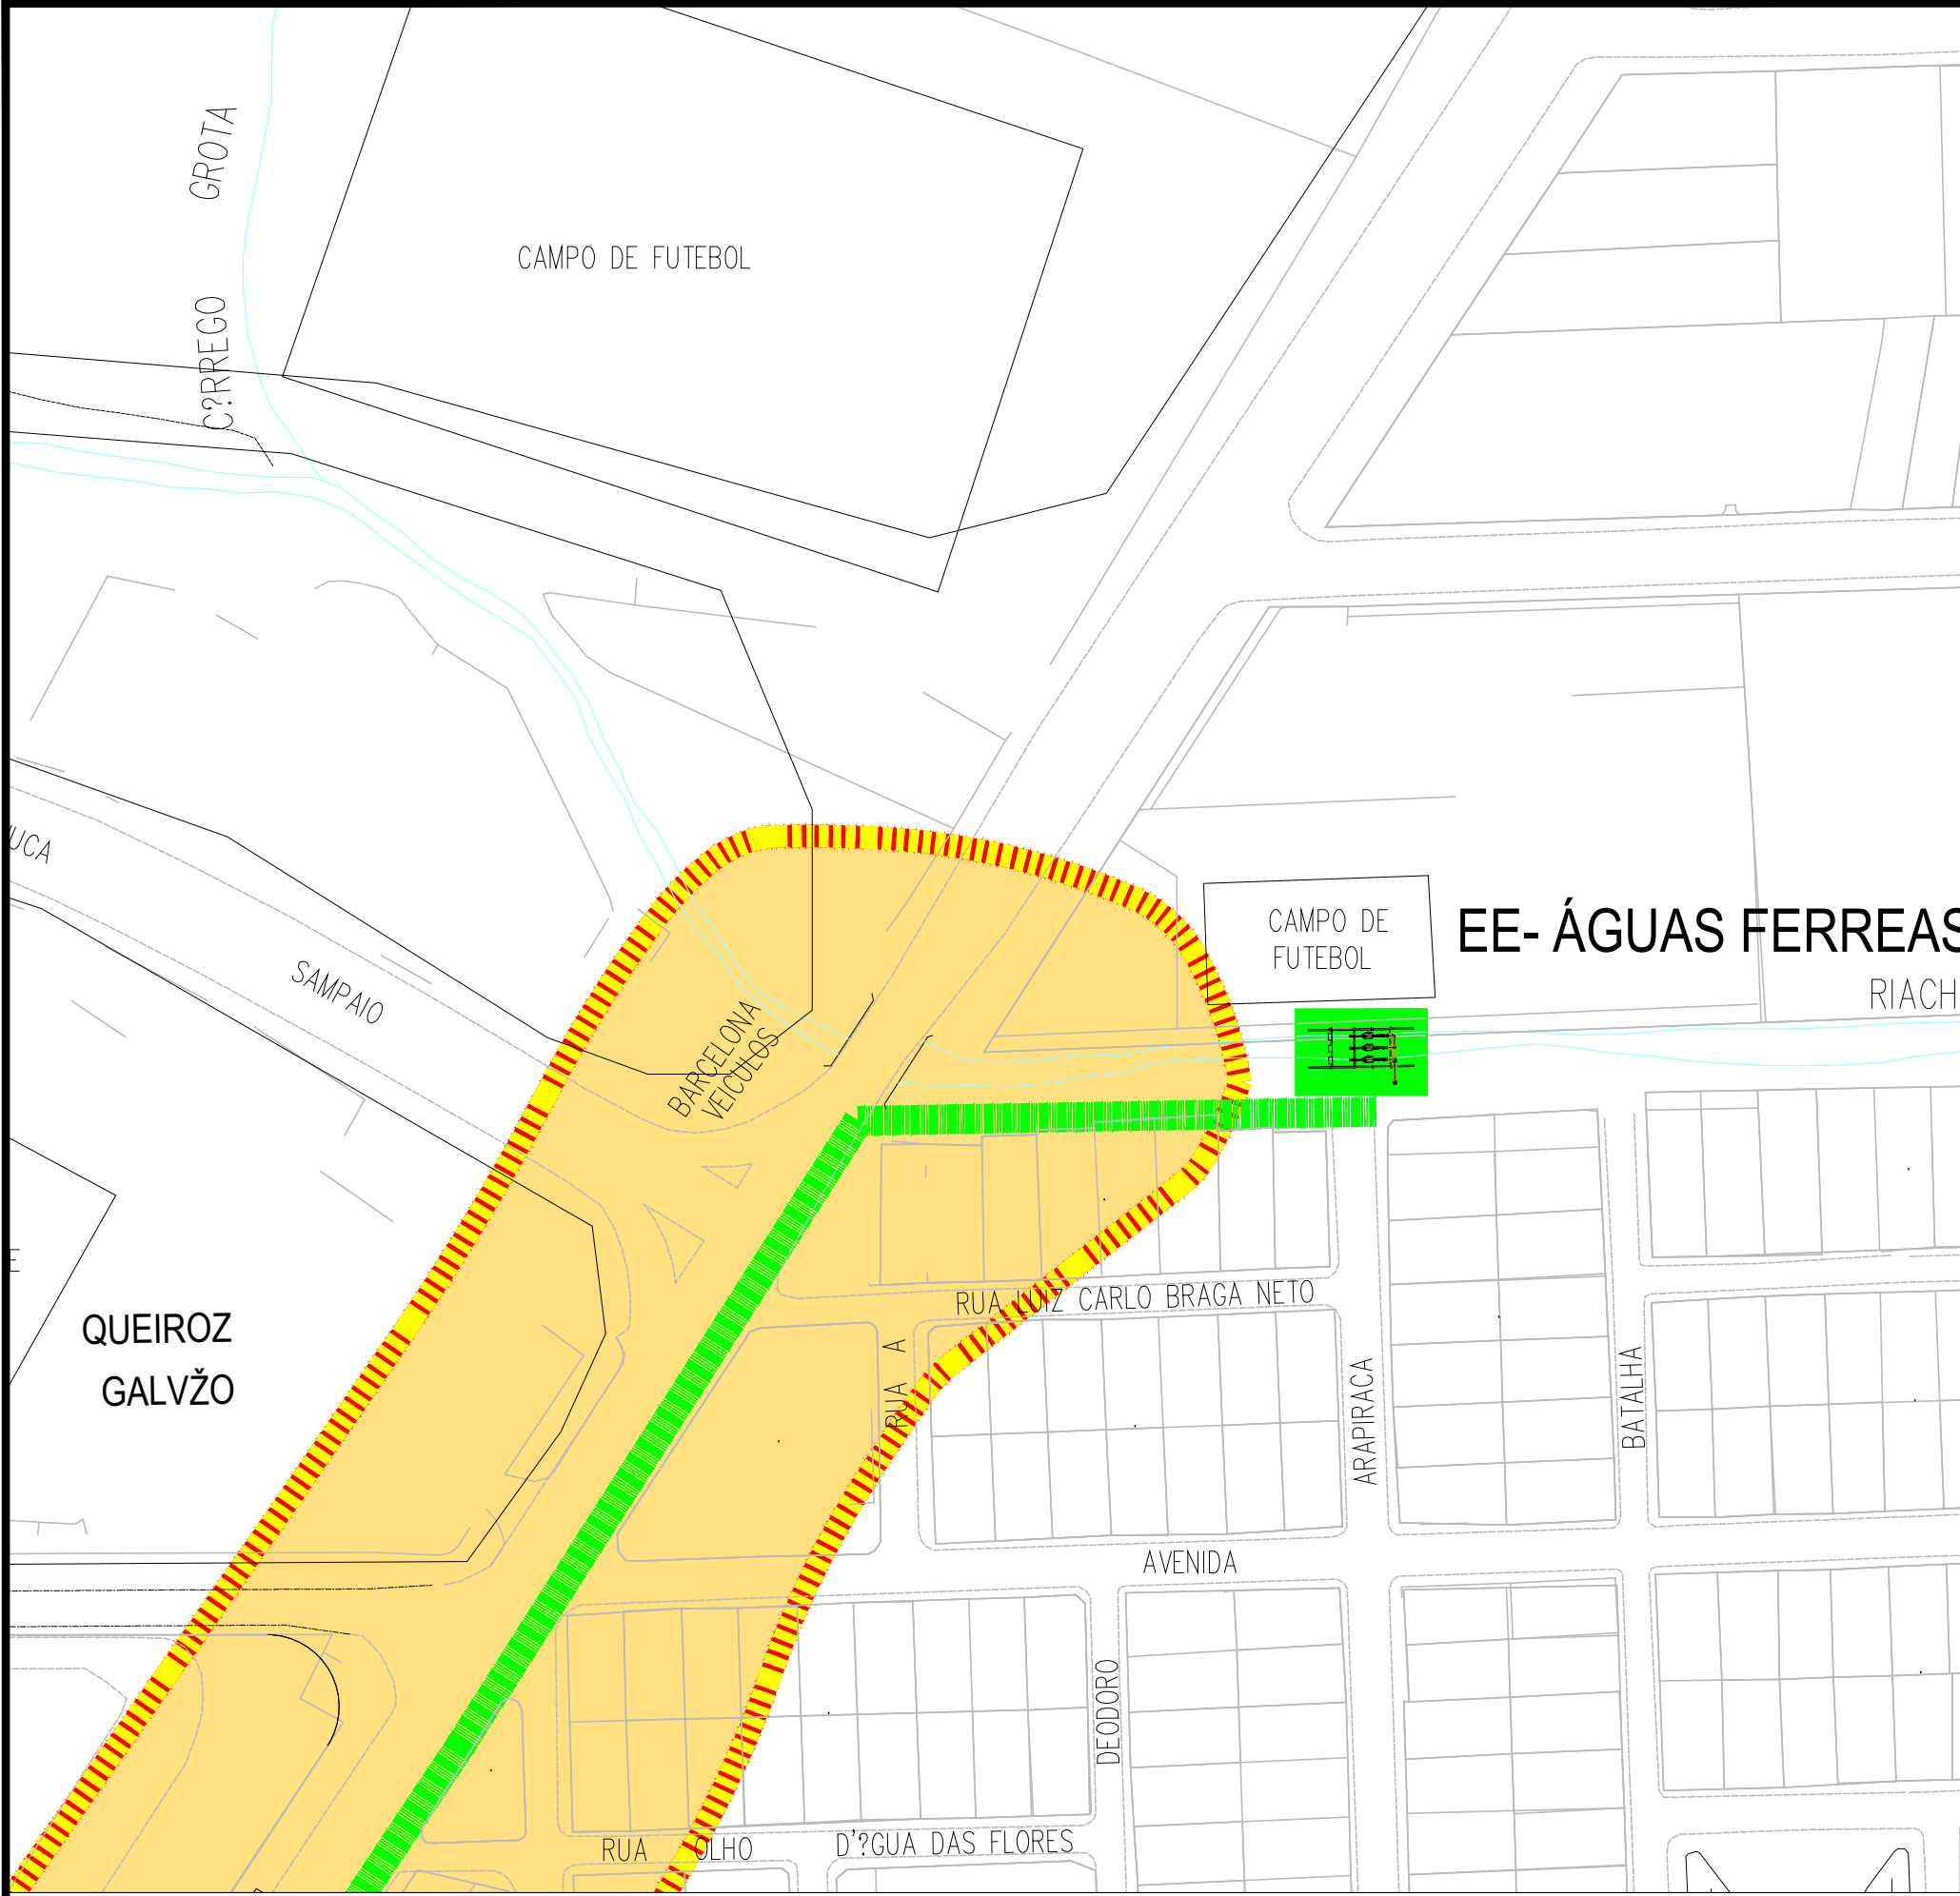 GROTA
CAMPO DE FUTEBOL
C?RREGO
UCA
CAMPO DE
FUTEBOL
EE- ÁGUAS FERREAS
RIACH
SAMPAIO
BARCELONA
VEICULOS
RUA LUIZ CARLO BRAGA NETO
QUEIROZ
GALVŽO
RUA A
ARAPIRACA
BATALHA
AVENIDA
DEODORO
RUA OLHO D'?GUA DAS FLORES